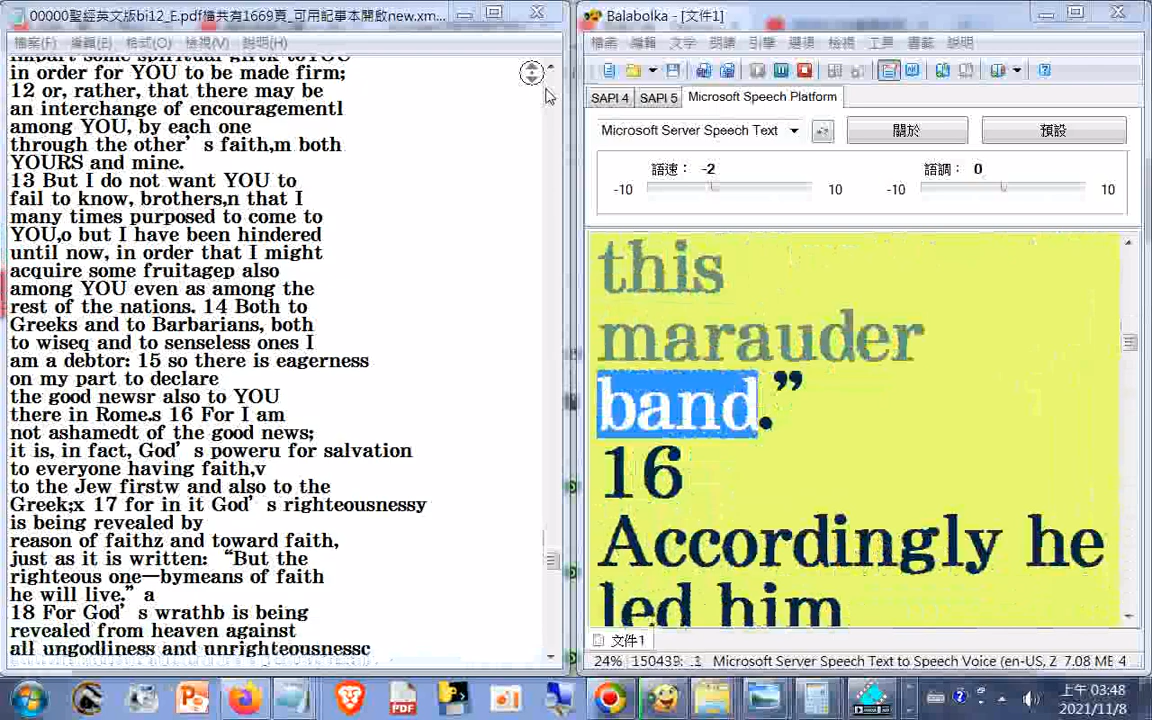 00000聖經英文版bi12_E.pdf檔共有1669頁_可用記事本開啟new.xm...
檔案(F) 編輯(E) 格式(O) 檢視(V) 說明(H)
in order for YOU to be made firm;
12 or, rather, that there may be
an interchange of encouragementl
among YOU, by each one
through the other’s faith,m both
YOURS and mine.
13 But I do not want YOU to
fail to know, brothers,n that I
many times purposed to come to
YOU,o but I have been hindered
until now, in order that I might
acquire some fruitagep also
among YOU even as among the
rest of the nations. 14 Both to
Greeks and to Barbarians, both
to wiseq and to senseless ones I
am a debtor: 15 so there is eagerness
on my part to declare
the good newsr also to YOU
there in Rome.s 16 For I am
not ashamedt of the good news;
it is, in fact, God’s poweru for salvation
to everyone having faith,v
to the Jew firstw and also to the
Greek;x 17 for in it God’s righteousnessy
is being revealed by
reason of faithz and toward faith,
just as it is written: “But the
righteous one—bymeans of faith
he will live.” a
18 For God’s wrathb is being
revealed from heaven against
all ungodliness and unrighteousnessc
Balabolka - [文件1]
檔案 編輯 文字 朗讀 引擎 選項 檢視 工具 書籤 說明
SAPI 4 SAPI 5 Microsoft Speech Platform
Microsoft Server Speech Text 關於 預設
語速： -2 語調： 0
-10 10 -10 10
this
marauder
band.”
16
Accordingly he
led him
文件1
24% 150439: 1 Microsoft Server Speech Text to Speech Voice (en-US, Z 7.08 ME 4
PDF
上午 03:48
2021/11/8